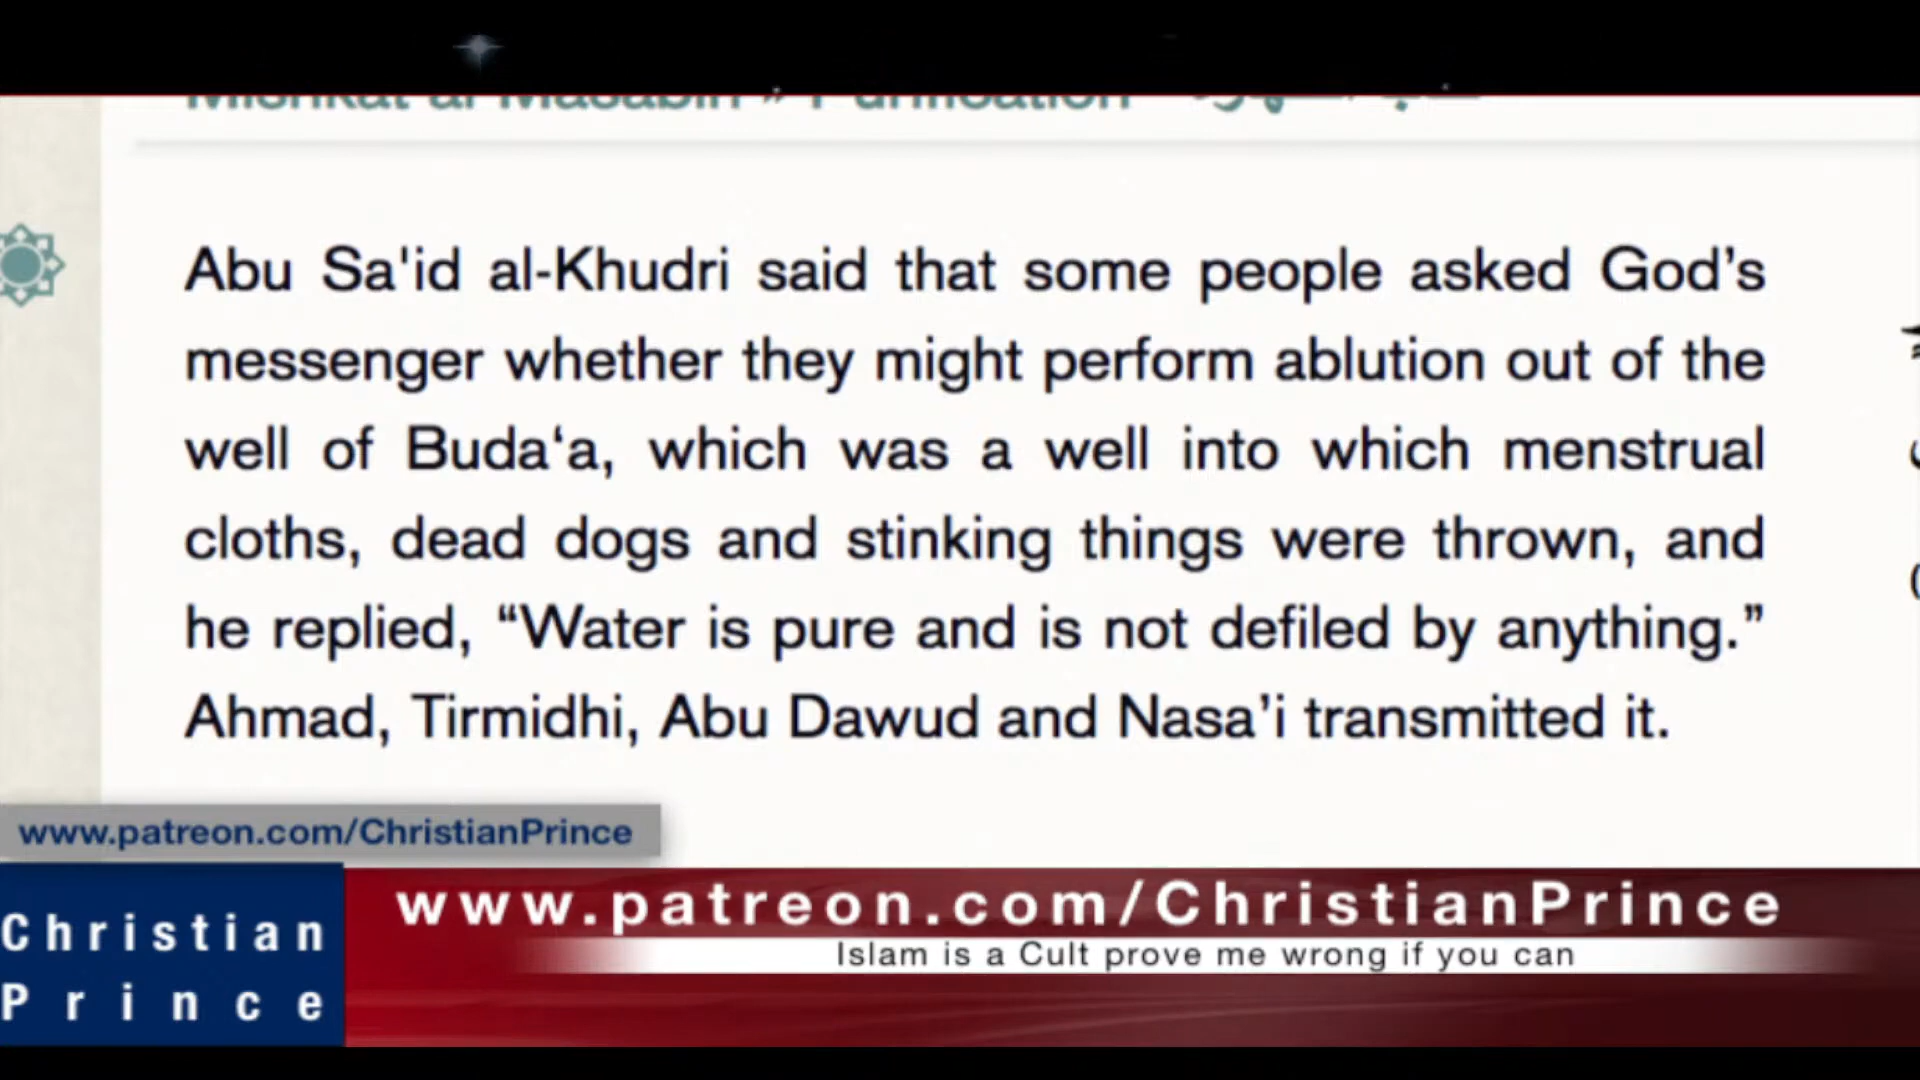 Mishkat al-Masabih » Purification
Abu Sa'id al-Khudri said that some people asked God’s
messenger whether they might perform ablution out of the
well of Buda‘a, which was a well into which menstrual
cloths, dead dogs and stinking things were thrown, and
he replied, “Water is pure and is not defiled by anything.”
Ahmad, Tirmidhi, Abu Dawud and Nasa’i transmitted it.
www.patreon.com/ChristianPrince
Christian
Prince
www.patreon.com/ChristianPrince
Islam is a Cult prove me wrong if you can